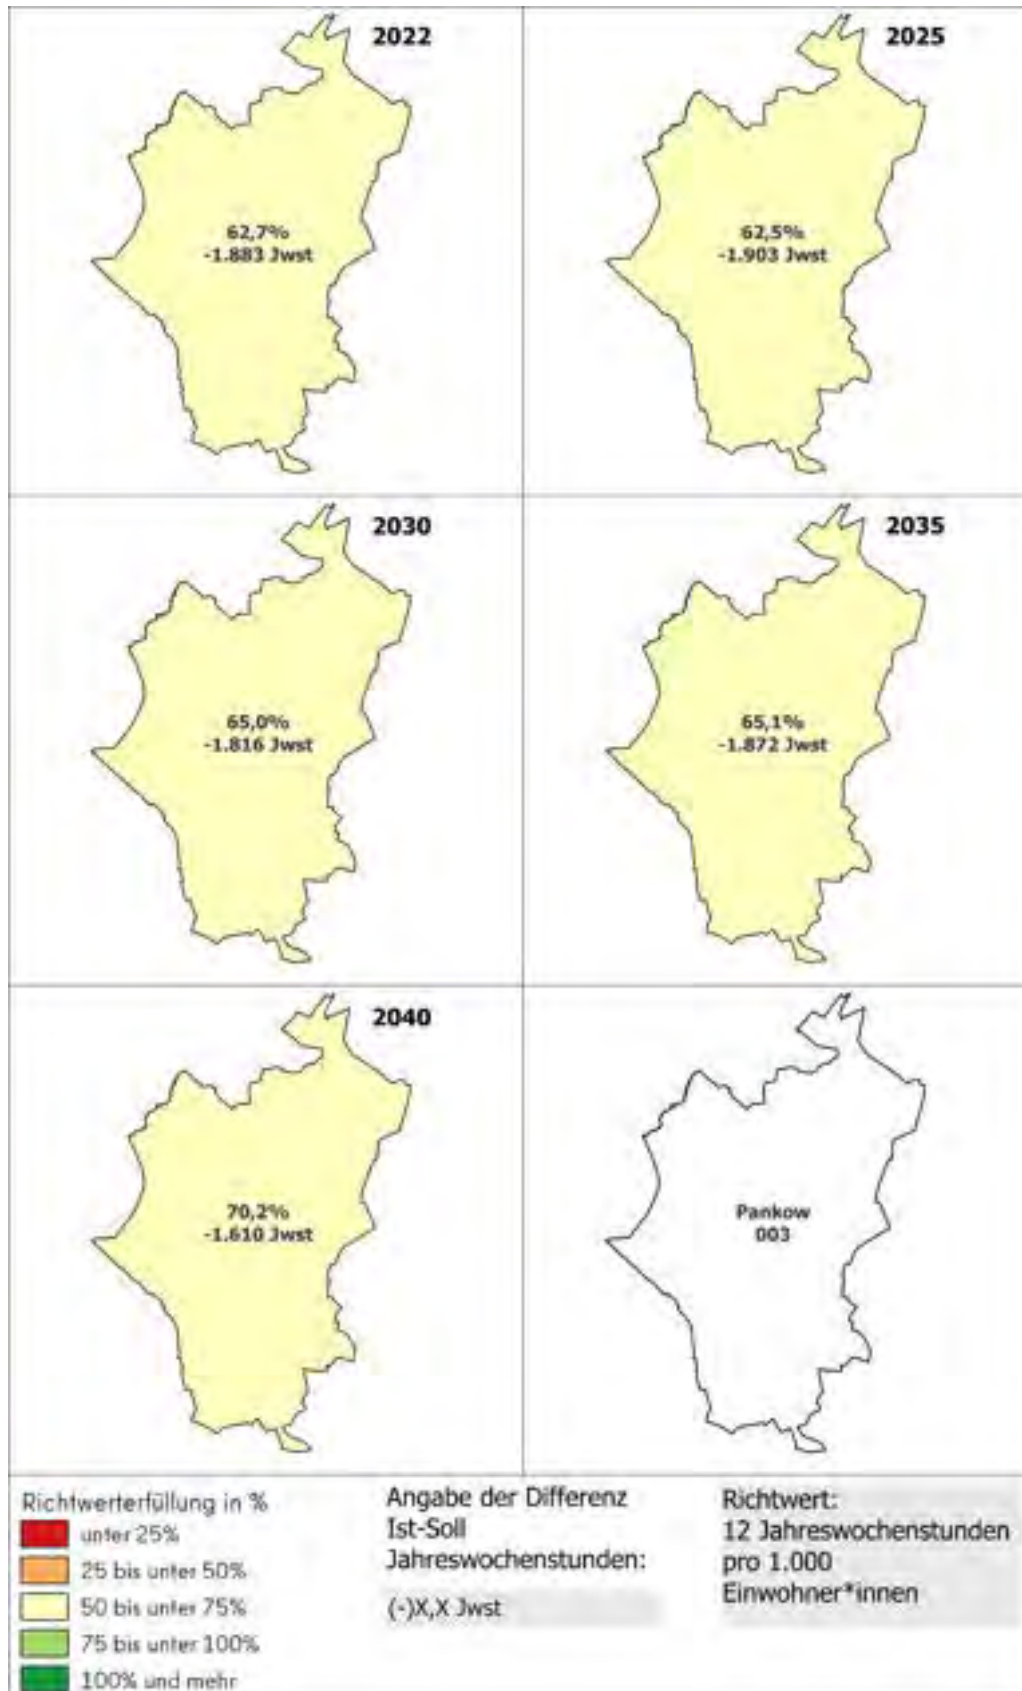 2022
62,7%
-1.883 Jwst
2025
62,5%
-1.903 Jwst
2030
65,0%
-1.816 Jwst
2035
65,1%
-1.872 Jwst
2040
70,2%
-1.610 Jwst
Pankow
003
Richtwerterfüllung in %
unter 25%
25 bis unter 50%
50 bis unter 75%
75 bis unter 100%
100% und mehr
Angabe der Differenz
Ist-Soll
Jahreswochenstunden:
(-)X,X Jwst
Richtwert:
12 Jahreswochenstunden
pro 1.000
Einwohner*innen